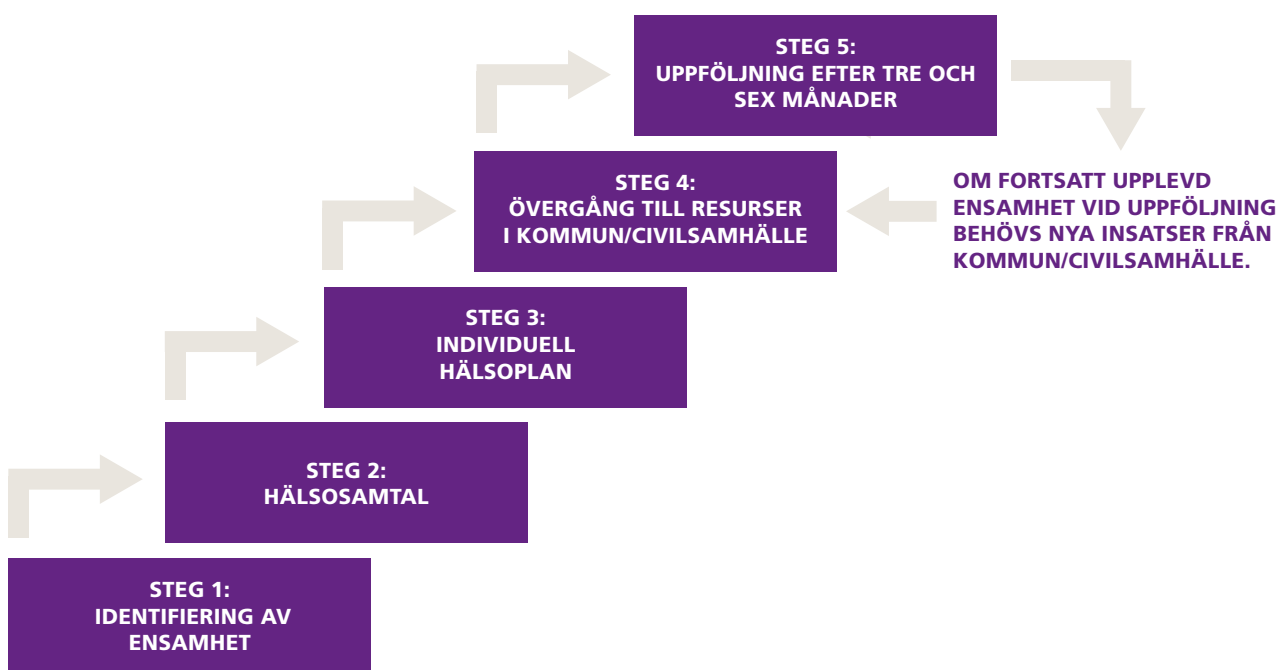 STEG 5:
UPPFÖLJNING EFTER TRE OCH
SEX MÅNADER
STEG 4:
ÖVERGÅNG TILL RESURSER
I KOMMUN/CIVILSAMHÄLLE
OM FORTSATT UPPLEVD
ENSAMHET VID UPPFÖLJNING
BEHÖVS NYA INSATSER FRÅN
KOMMUN/CIVILSAMHÄLLE.
STEG 3:
INDIVIDUELL
HÄLSOPLAN
STEG 2:
HÄLSOSAMTAL
STEG 1:
IDENTIFIERING AV
ENSAMHET